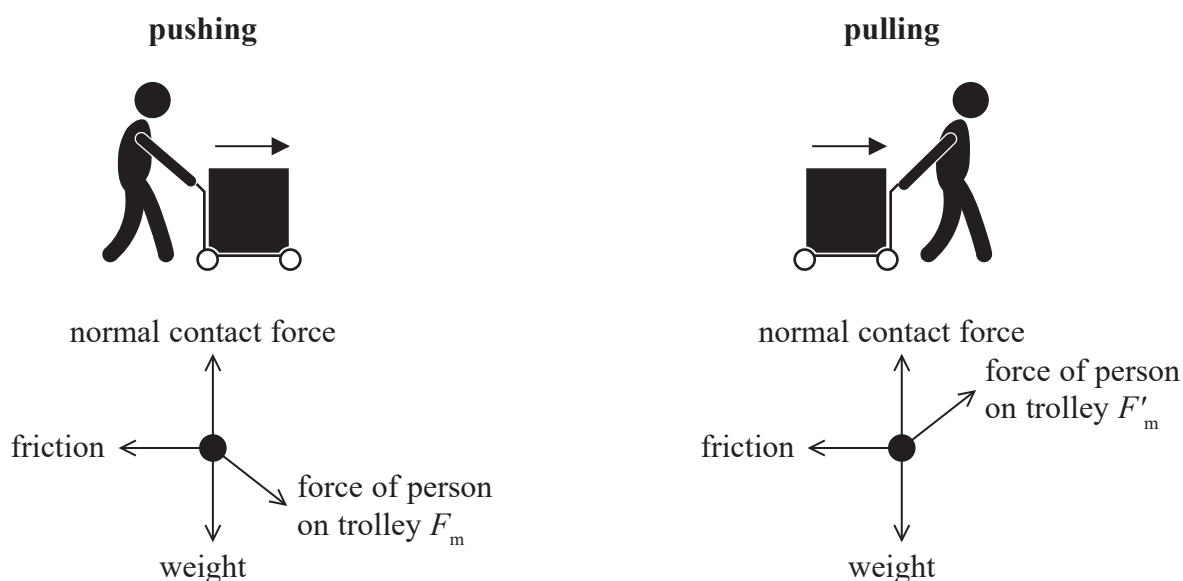 pushing
pulling
normal contact force
friction
force of person
on trolley Fm
weight
normal contact force
force of person
on trolley F′m
friction
weight